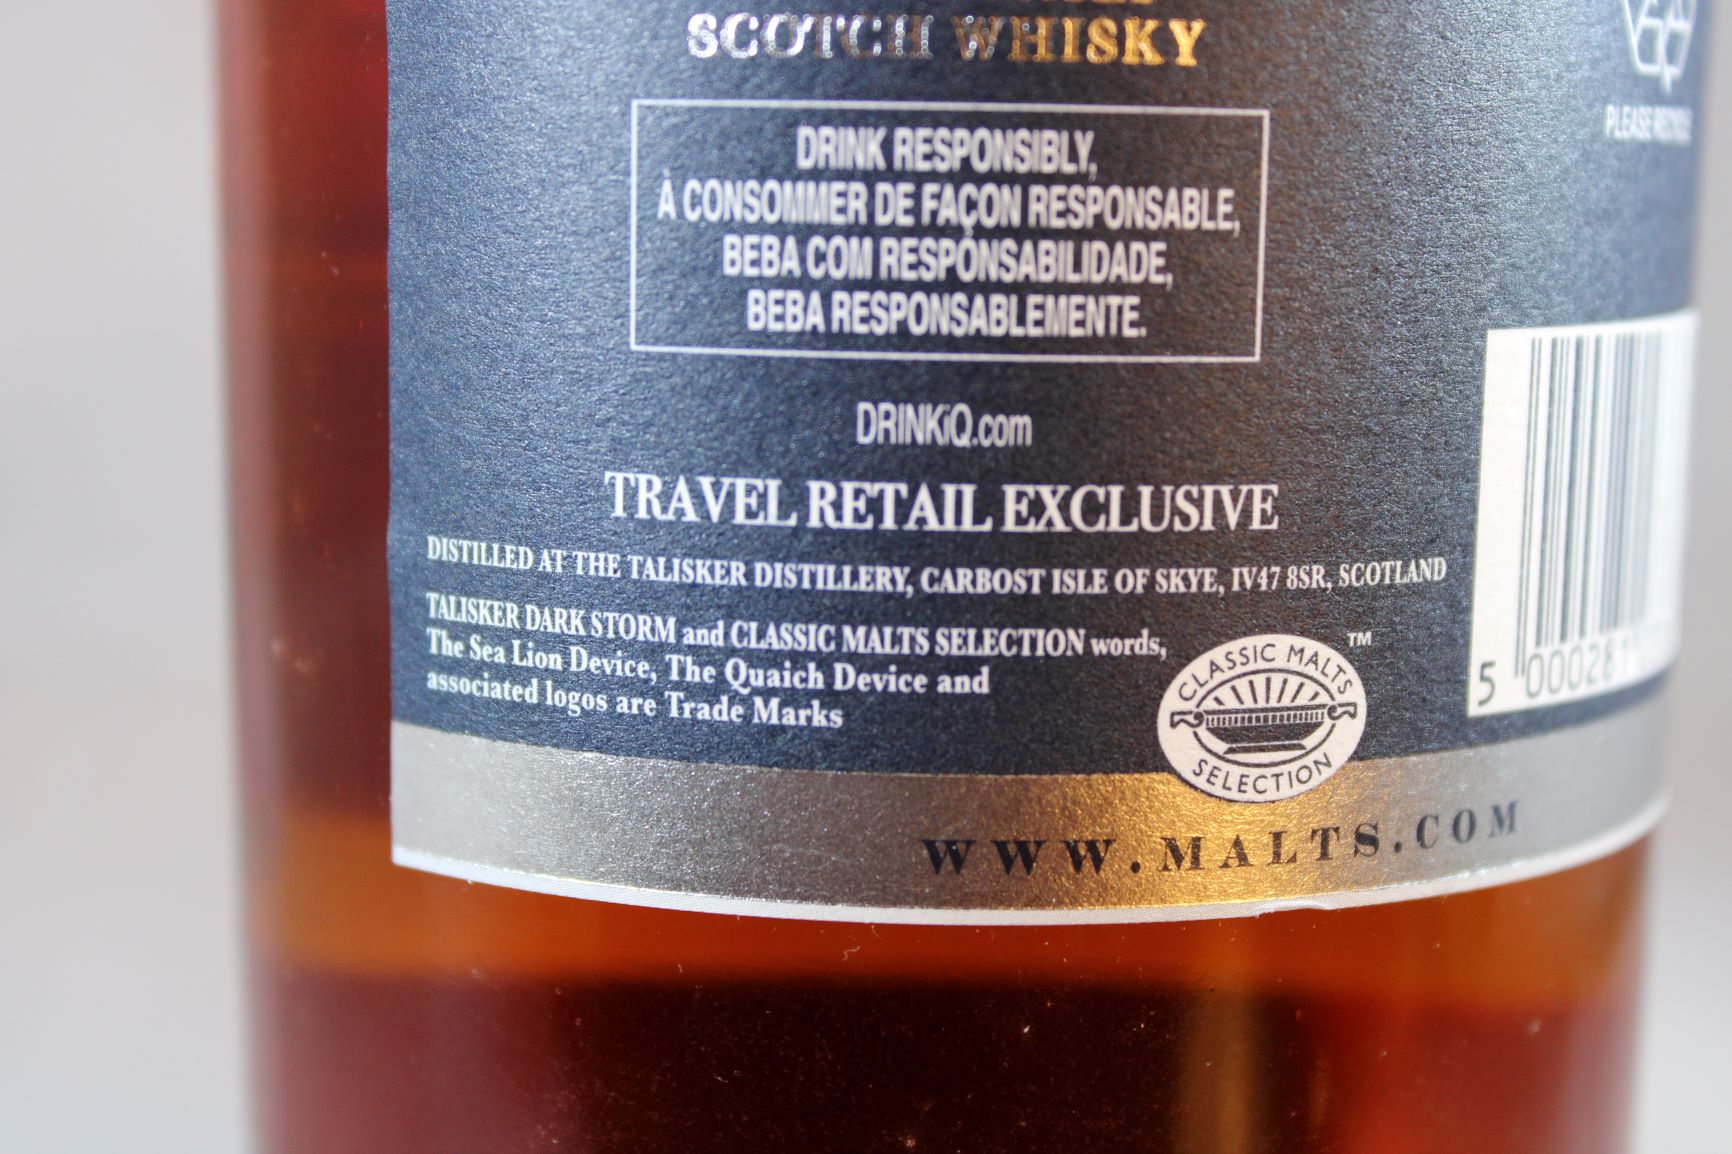 SCOTCH WHISKY
PLEASE RECYCLE
DRINK RESPONSIBLY,
À CONSOMMER DE FAÇON RESPONSABLE,
BEBA COM RESPONSABILIDADE,
BEBA RESPONSABLEMENTE.
DRINKiQ.com
TRAVEL RETAIL EXCLUSIVE
DISTILLED AT THE TALISKER DISTILLERY, CARBOST ISLE OF SKYE, IV47 8SR, SCOTLAND
TALISKER DARK STORM and CLASSIC MALTS SELECTION words,
The Sea Lion Device, The Quaich Device and
associated logos are Trade Marks
CLASSIC MALTS
SELECTION
™
5 000281
WWW.MALTS.COM